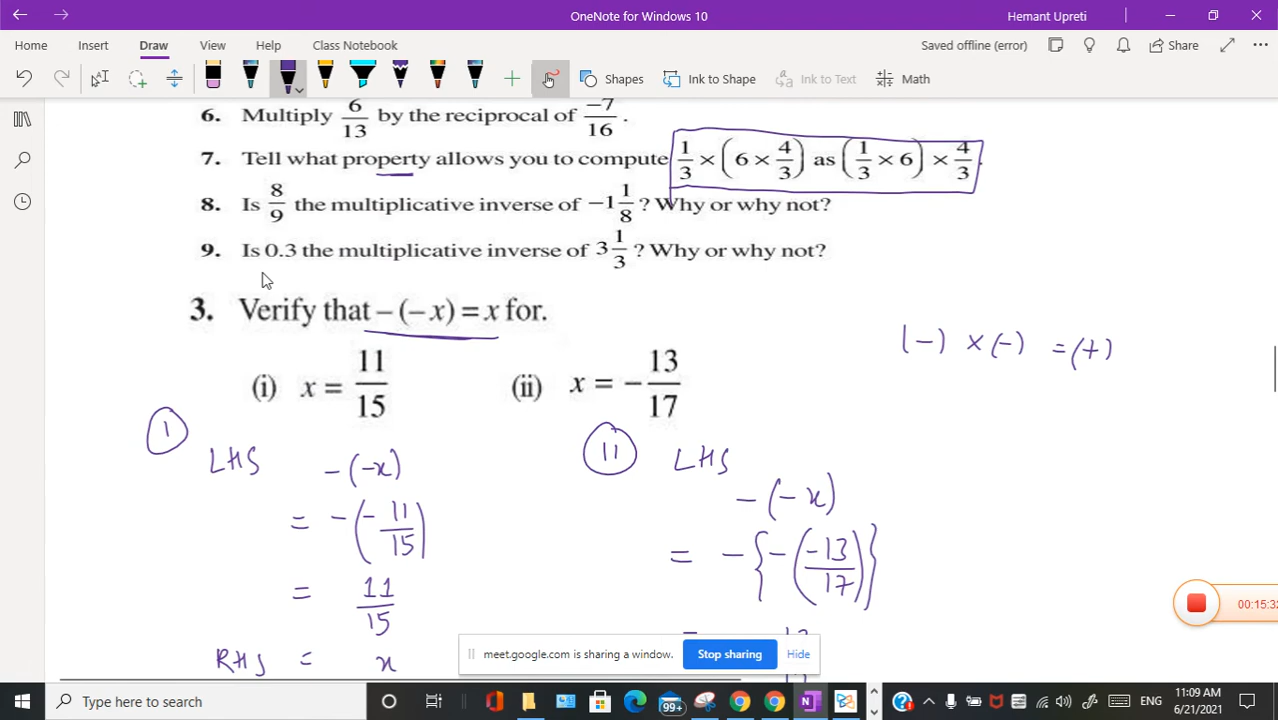 OneNote for Windows 10
Hemant Upreti
Home Insert Draw View Help Class Notebook
Saved offline (error)
Share
Shapes
Ink to Shape
Ink to Text
Math
6. Multiply 6/13 by the reciprocal of -7/16.
7. Tell what property allows you to compute 1/3 × (6 × 4/3) as (1/3 × 6) × 4/3.
8. Is 8/9 the multiplicative inverse of -1 1/8? Why or why not?
9. Is 0.3 the multiplicative inverse of 3 1/3? Why or why not?
3. Verify that – (– x) = x for.
(–) × (–) = (+)
(i) x = 11/15 (ii) x = - 13/17
I
LHS -(-x)
= -(- 11/15)
= 11/15
RHS = x
II
LHS
-(-x)
= -{-(-13/17)}
=
meet.google.com is sharing a window.
Stop sharing
Hide
00:15:32
Type here to search
99+
ENG
11:09 AM
6/21/2021